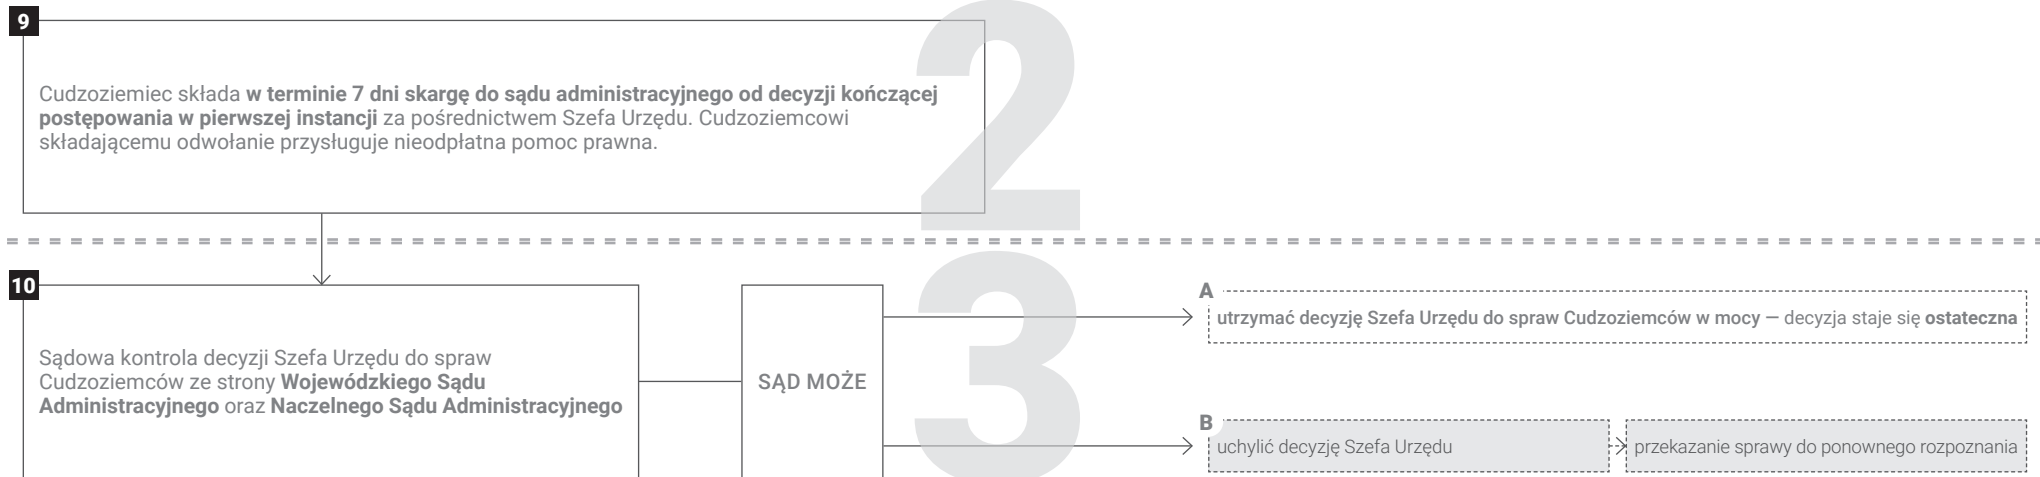 9
Cudzoziemiec składa w terminie 7 dni skargę do sądu administracyjnego od decyzji kończącej
postępowania w pierwszej instancji za pośrednictwem Szefa Urzędu. Cudzoziemcowi
składającemu odwołanie przysługuje nieodpłatna pomoc prawna.
2
10
Sądowa kontrola decyzji Szefa Urzędu do spraw
Cudzoziemców ze strony Wojewódzkiego Sądu
Administracyjnego oraz Naczelnego Sądu Administracyjnego
SĄD MOŻE
3
A
utrzymać decyzję Szefa Urzędu do spraw Cudzoziemców w mocy — decyzja staje się ostateczna
B
uchylić decyzję Szefa Urzędu
przekazanie sprawy do ponownego rozpoznania